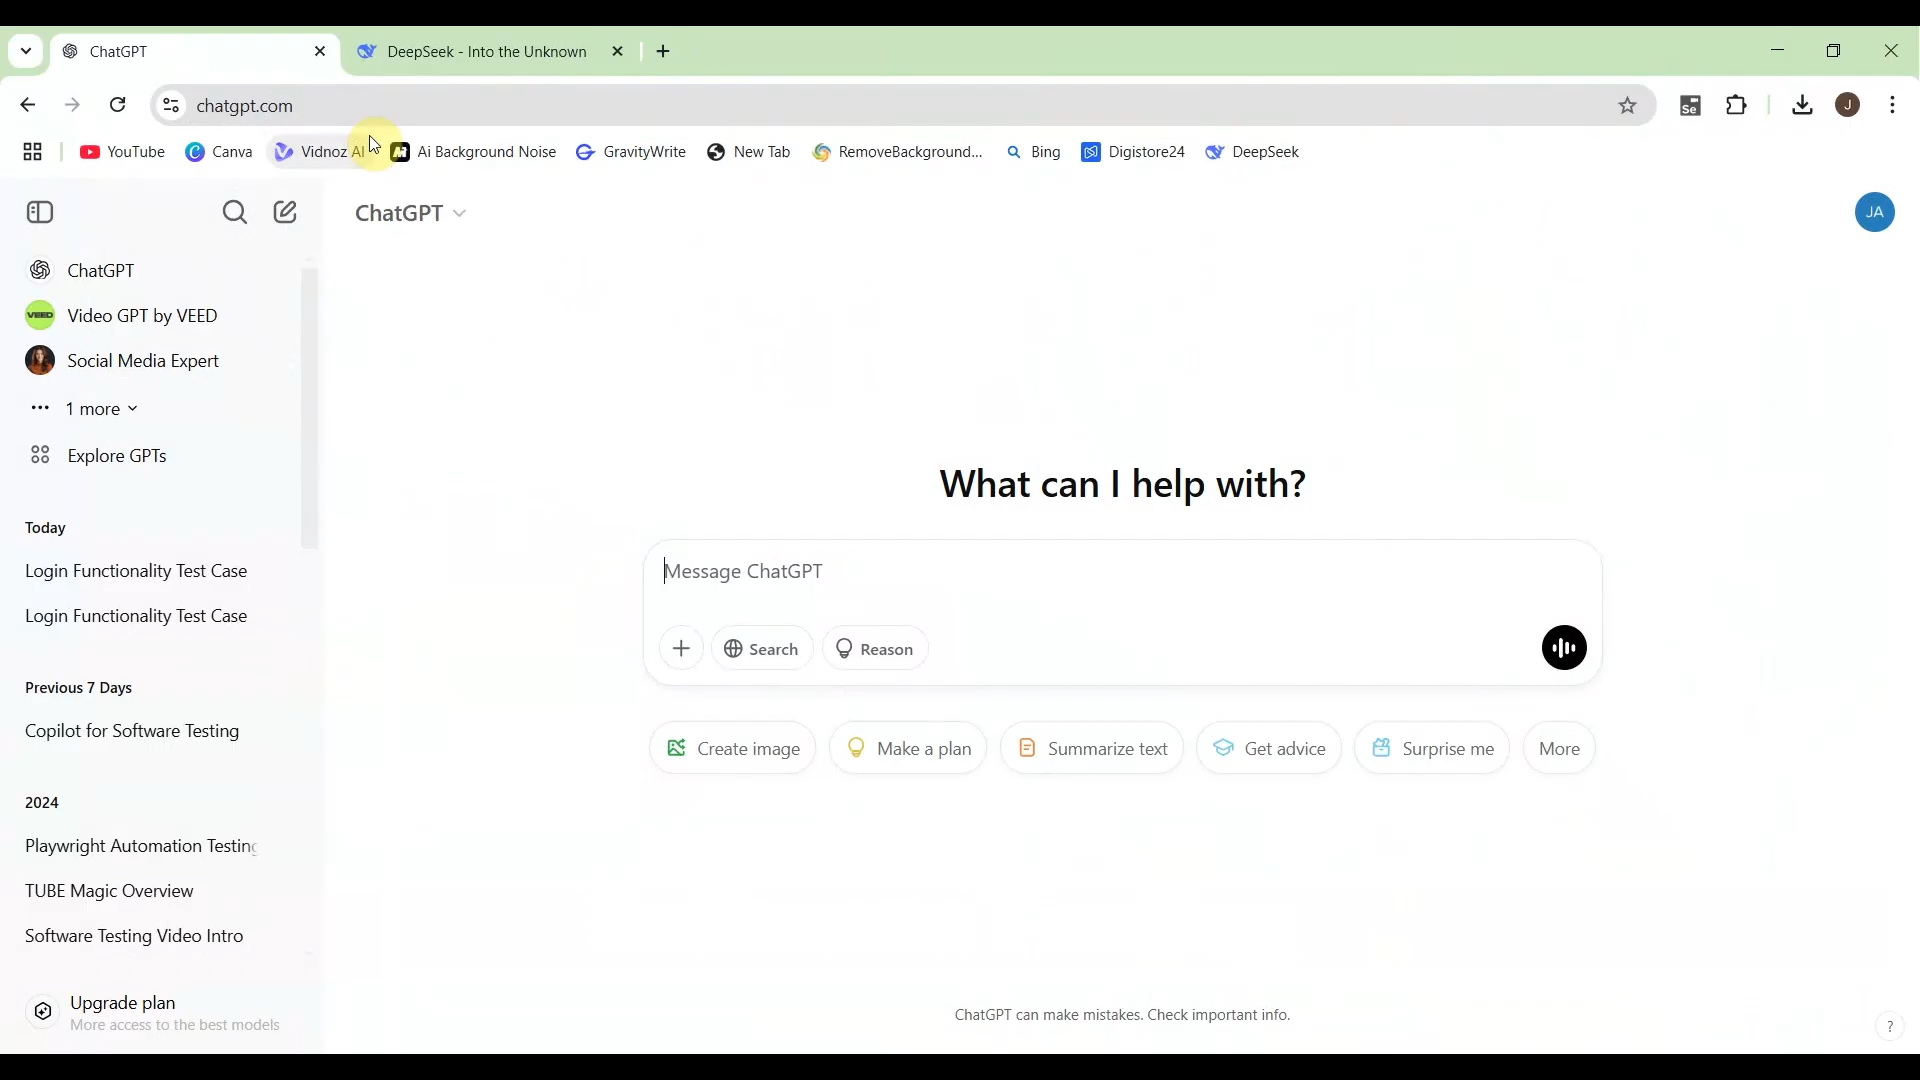 ChatGPT
DeepSeek - Into the Unknown
chatgpt.com
Se
J
YouTube
Canva
Vidnoz AI
Ai Background Noise
GravityWrite
New Tab
RemoveBackground...
Bing
Digistore24
DeepSeek
ChatGPT
JA
ChatGPT
VEED
Video GPT by VEED
Social Media Expert
1 more
Explore GPTs
Today
Login Functionality Test Case
Login Functionality Test Case
Previous 7 Days
Copilot for Software Testing
2024
Playwright Automation Testing
TUBE Magic Overview
Software Testing Video Intro
Upgrade plan
More access to the best models
What can I help with?
Message ChatGPT
Search
Reason
Create image
Make a plan
Summarize text
Get advice
Surprise me
More
ChatGPT can make mistakes. Check important info.
?